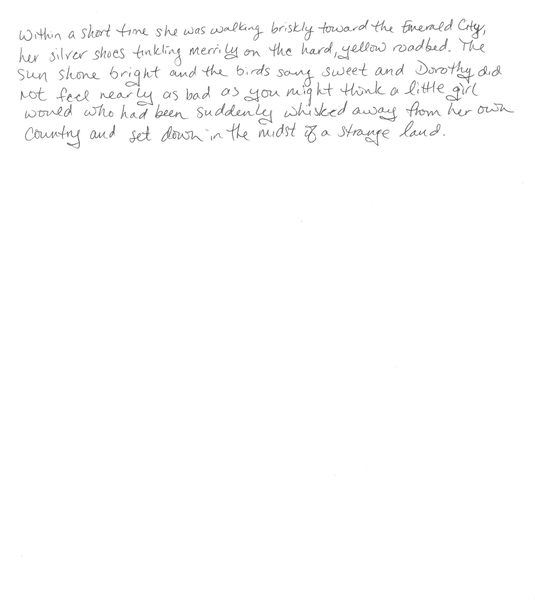 Within a short time she was walking briskly toward the Emerald City,
her silver shoes tinkling merrily on the hard, yellow roadbed. The
sun shone bright and the birds sang sweet and Dorothy did
not feel nearly as bad as you might think a little girl
would who had been suddenly whisked away from her own
country and set down in the midst of a strange land.